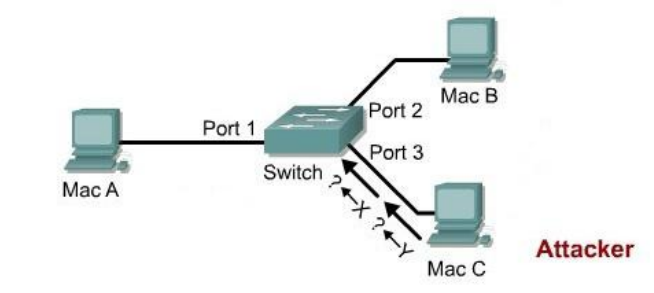 Mac B
Port 2
Port 1
Port 3
Switch
Mac A
? ← X
? ← Y
Mac C
Attacker